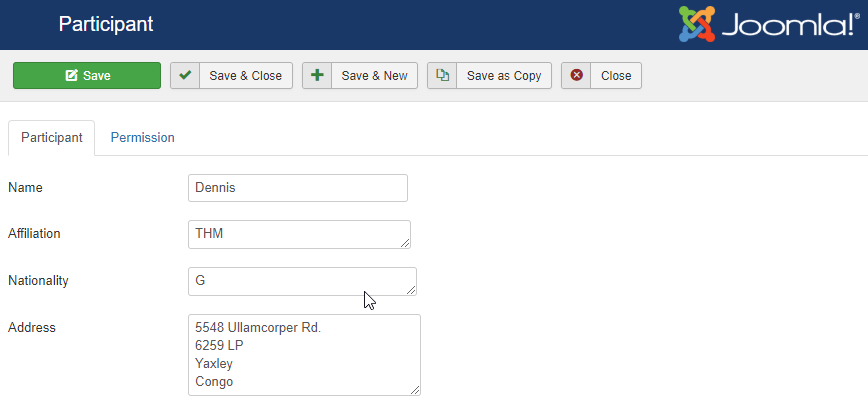 Participant
Joomla!®
Save
Save & Close
Save & New
Save as Copy
Close
Participant
Permission
Name
Dennis
Affiliation
THM
Nationality
G
Address
5548 Ullamcorper Rd.
6259 LP
Yaxley
Congo